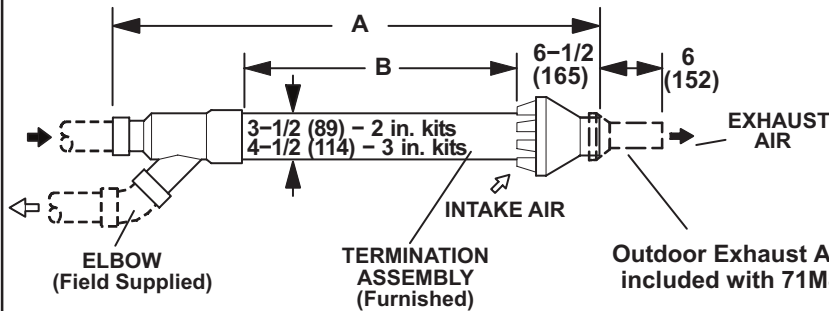 A
B
6−1/2
(165)
6
(152)
3−1/2 (89) − 2 in. kits
4−1/2 (114) − 3 in. kits
EXHAUST
AIR
INTAKE AIR
ELBOW
(Field Supplied)
TERMINATION
ASSEMBLY
(Furnished)
Outdoor Exhaust
included with